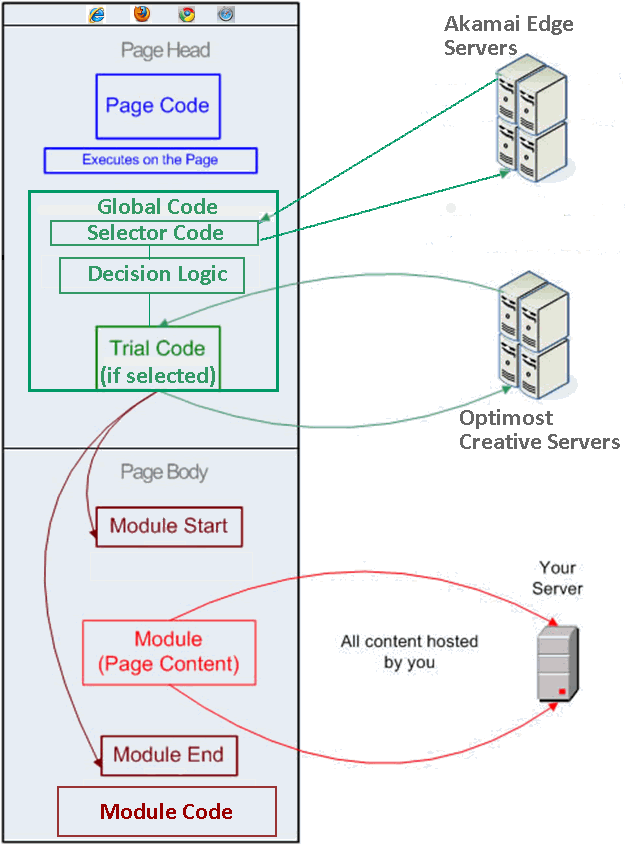 Page Head
Page Code
Executes on the Page
Global Code
Selector Code
Decision Logic
Trial Code
(if selected)
Akamai Edge
Servers
Optimost
Creative Servers
Page Body
Module Start
Module
(Page Content)
All content hosted
by you
Your
Server
Module End
Module Code